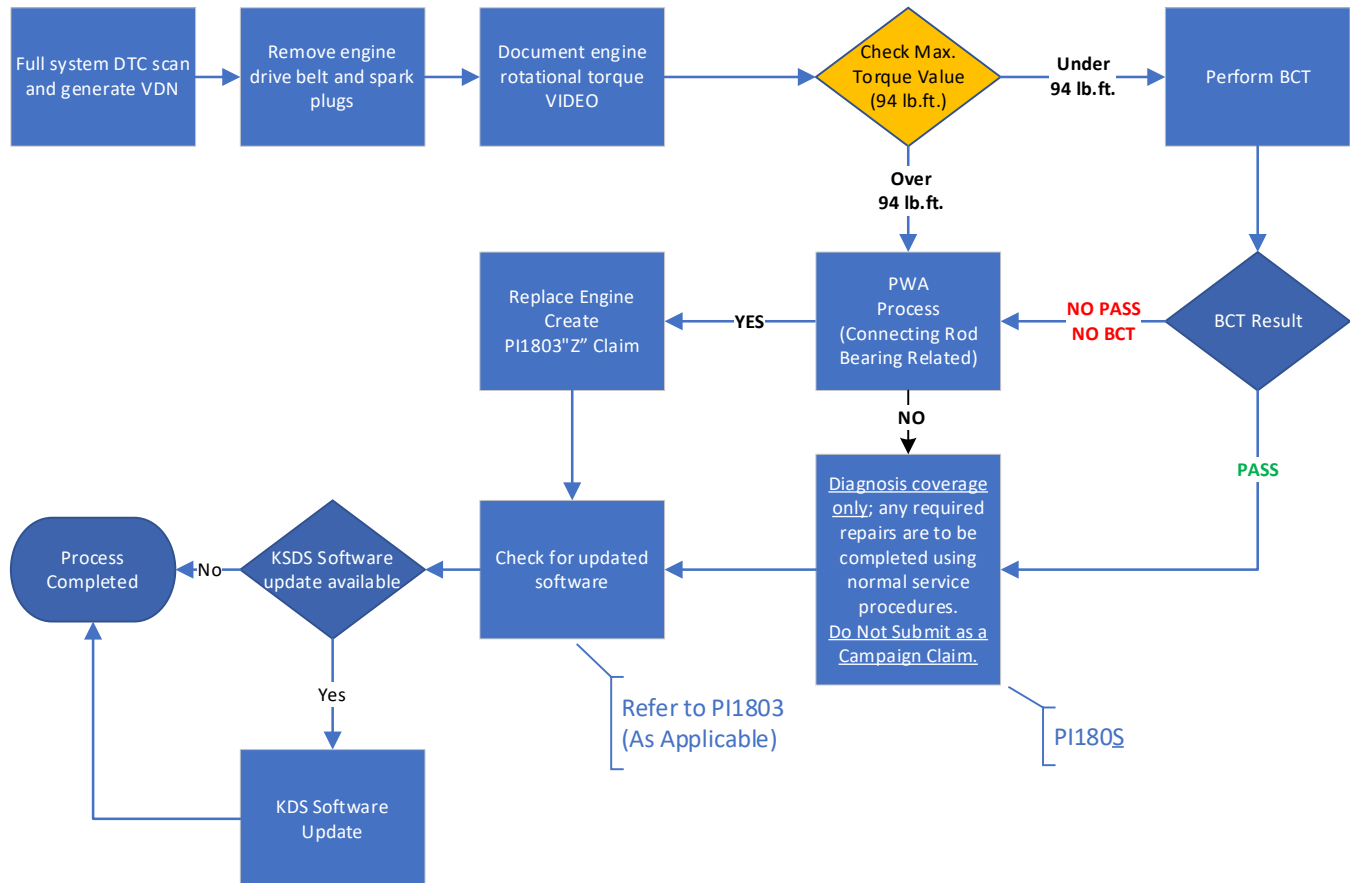 Full system DTC scan
and generate VDN
Remove engine
drive belt and spark
plugs
Document engine
rotational torque
VIDEO
Check Max.
Torque Value
(94 lb.ft.)
Under
94 lb.ft.
Perform BCT
Over
94 lb.ft.
Replace Engine
Create
PI1803"Z” Claim
YES
PWA
Process
(Connecting Rod
Bearing Related)
NO PASS
NO BCT
BCT Result
NO
PASS
Process
Completed
No
KSDS Software
update available
Check for updated
software
Diagnosis coverage
only; any required
repairs are to be
completed using
normal service
procedures.
Do Not Submit as a
Campaign Claim.
Yes
Refer to PI1803
(As Applicable)
PI180S
KDS Software
Update